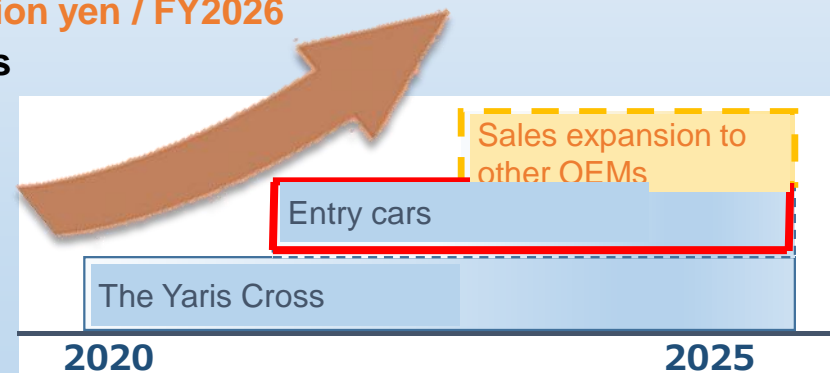 ion yen / FY2026
s
Sales expansion to
other OEMs
Entry cars
The Yaris Cross
2020
2025